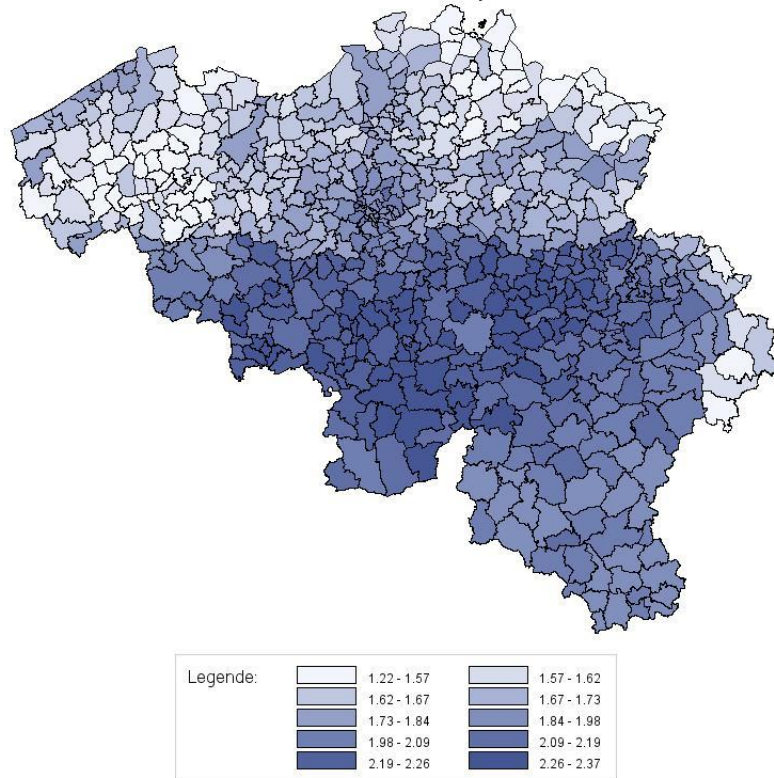 Legende:
1.22 - 1.57 1.57 - 1.62
1.62 - 1.67 1.67 - 1.73
1.73 - 1.84 1.84 - 1.98
1.98 - 2.09 2.09 - 2.19
2.19 - 2.26 2.26 - 2.37